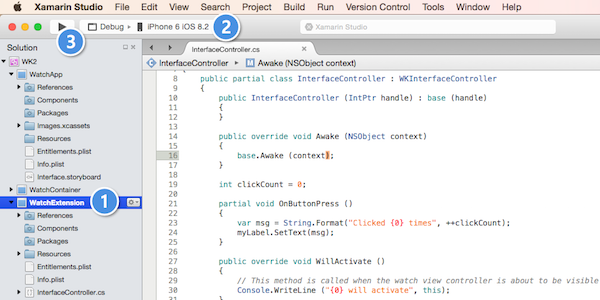 Xamarin Studio File Edit View Search Project Build Run Version Control Tools Window Help
Debug iPhone 6 iOS 8.2 2 Xamarin Studio
3
Solution
WK2
WatchApp
References
Components
Packages
Images.xcassets
Resources
Entitlements.plist
Info.plist
Interface.storyboard
WatchContainer
WatchExtension 1
References
Components
Packages
Resources
Entitlements.plist
Info.plist
InterfaceController.cs
InterfaceController.cs
InterfaceController M Awake (NSObject context)
8 public partial class InterfaceController : WKInterfaceController
9 {
10 public InterfaceController (IntPtr handle) : base (handle)
11 {
12 }
13
14 public override void Awake (NSObject context)
15 {
16 base.Awake (context);
17 }
18
19 int clickCount = 0;
20
21 partial void OnButtonPress ()
22 {
23 var msg = String.Format("Clicked {0} times", ++clickCount);
24 myLabel.SetText(msg);
25 }
26
27 public override void WillActivate ()
28 {
29 // This method is called when the watch view controller is about to be visible
30 Console.WriteLine ("{0} will activate", this);
31 }